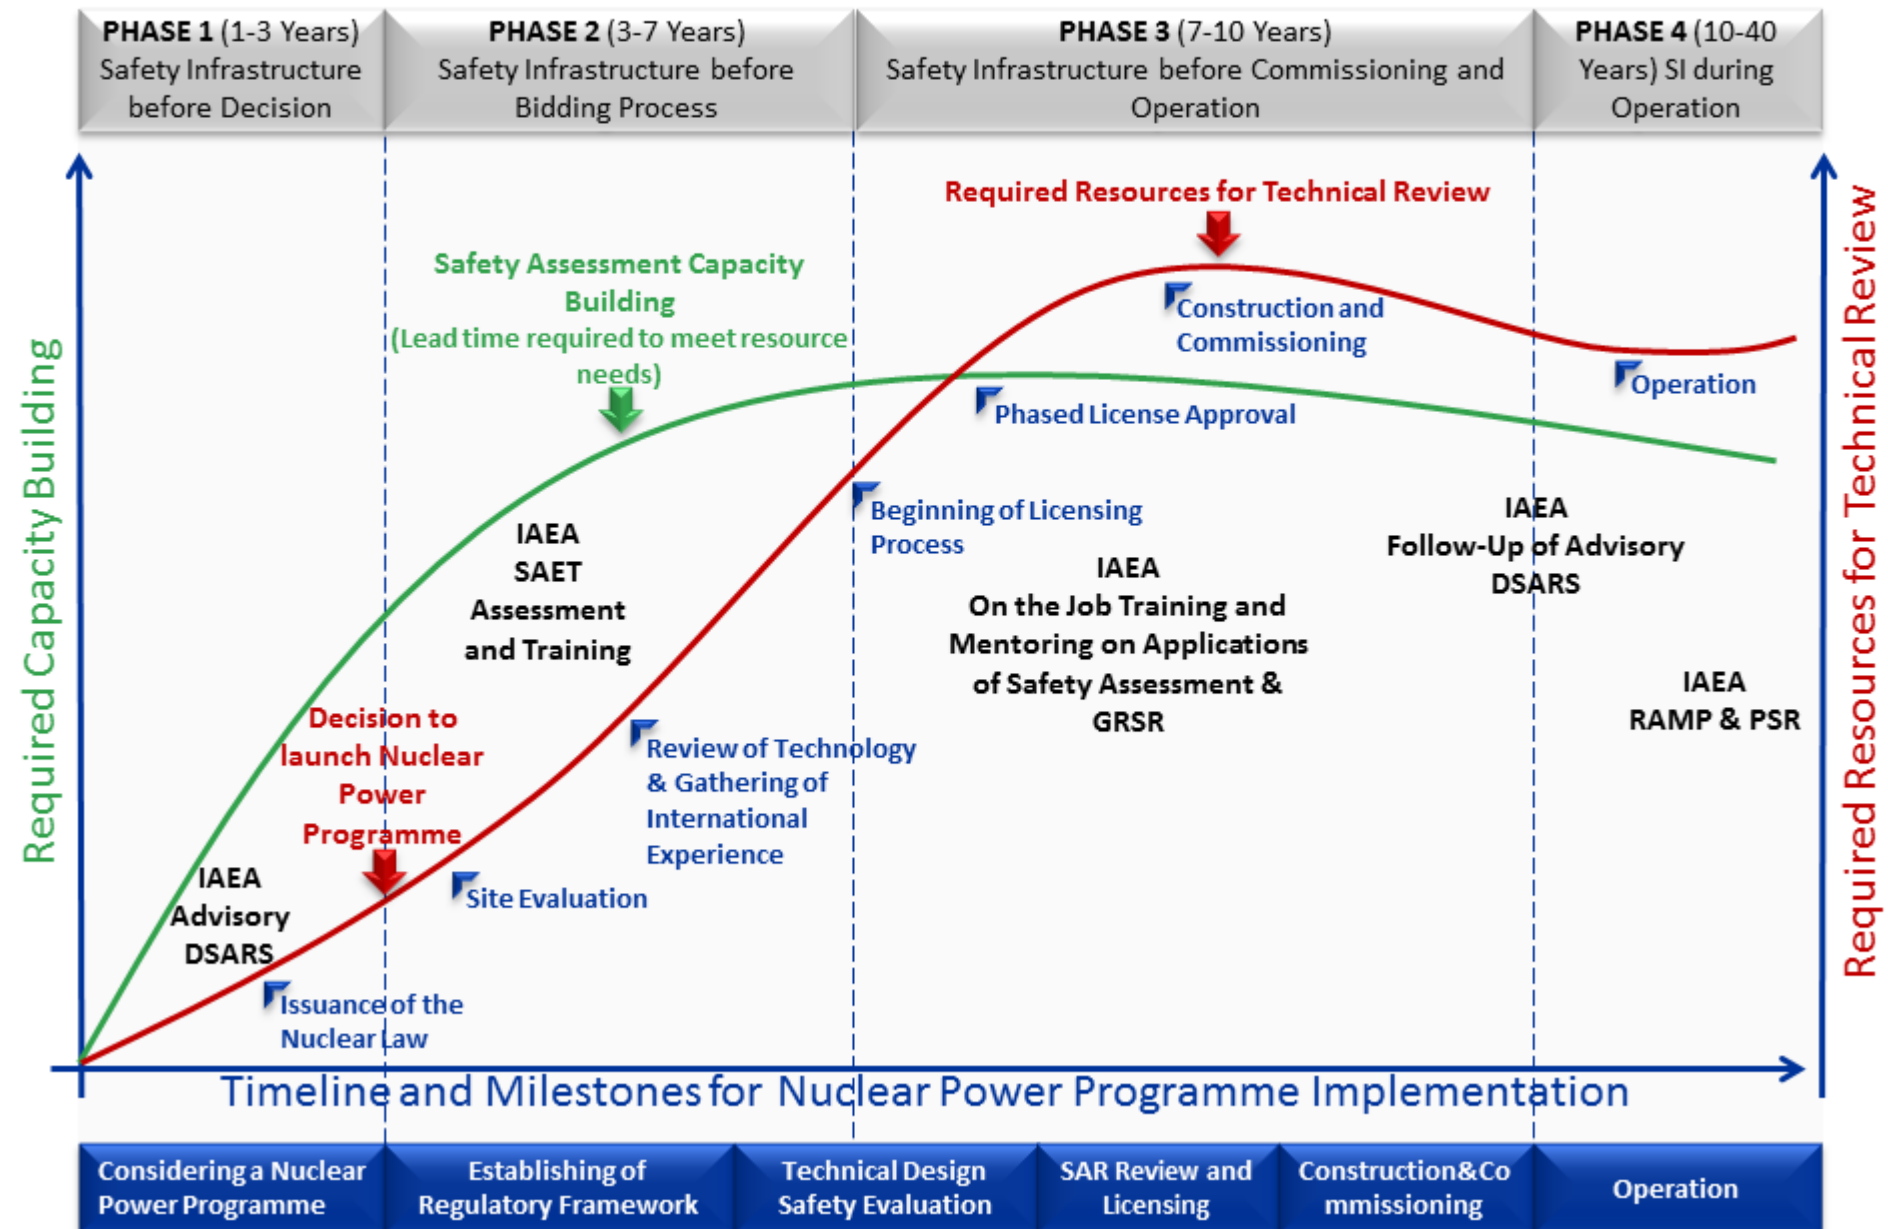 PHASE 1 (1-3 Years)
Safety Infrastructure
before Decision
PHASE 2 (3-7 Years)
Safety Infrastructure before
Bidding Process
PHASE 3 (7-10 Years)
Safety Infrastructure before Commissioning and
Operation
PHASE 4 (10-40
Years) SI during
Operation
Required Capacity Building
Required Resources for Technical Review
Required Resources for Technical Review
Safety Assessment Capacity
Building
(Lead time required to meet resource
needs)
Construction and
Commissioning
Operation
Phased License Approval
Beginning of Licensing
Process
IAEA
SAET
Assessment
and Training
IAEA
On the Job Training and
Mentoring on Applications
of Safety Assessment &
GRSR
IAEA
Follow-Up of Advisory
DSARS
IAEA
RAMP & PSR
Decision to
launch Nuclear
Power
Programme
Review of Technology
& Gathering of
International
Experience
Site Evaluation
IAEA
Advisory
DSARS
Issuance of the
Nuclear Law
Timeline and Milestones for Nuclear Power Programme Implementation
Considering a Nuclear
Power Programme
Establishing of
Regulatory Framework
Technical Design
Safety Evaluation
SAR Review and
Licensing
Construction&Co
mmissioning
Operation